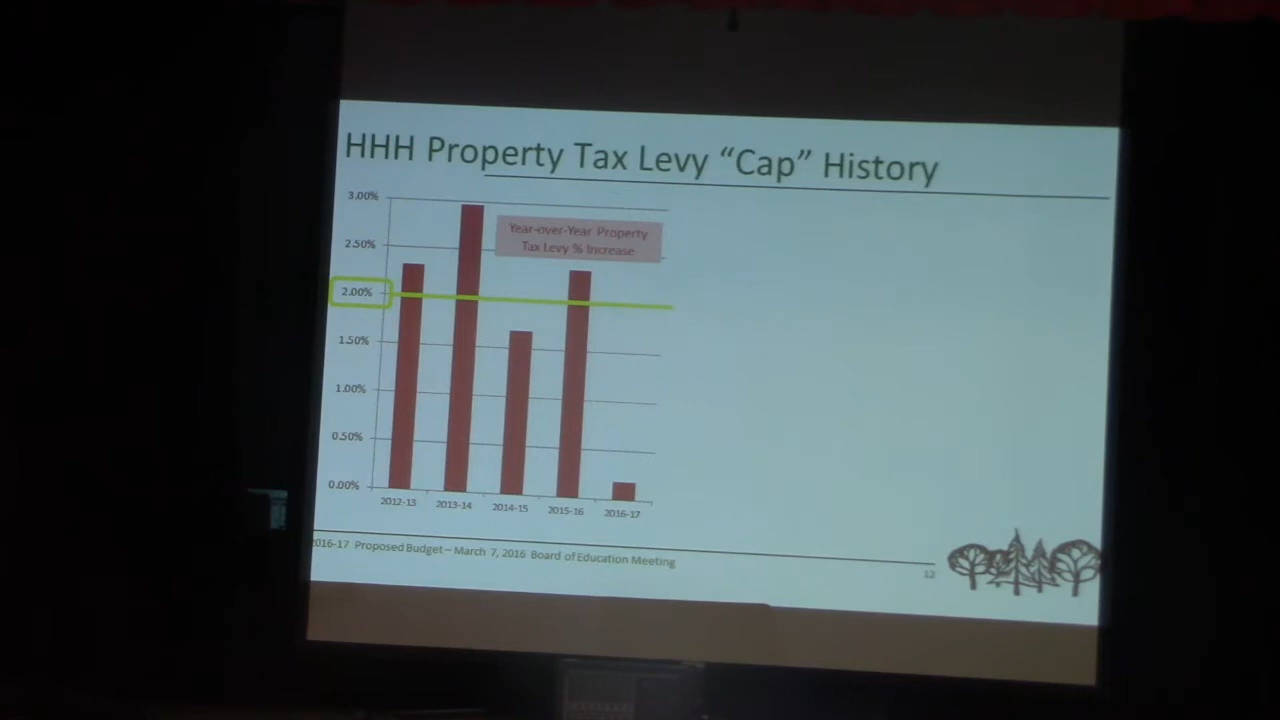 HHH Property Tax Levy “Cap” History
3.00%
Year-over-Year Property
Tax Levy % Increase
2.50%
2.00%
1.50%
1.00%
0.50%
0.00%
2012-13 2013-14 2014-15 2015-16 2016-17
2016-17 Proposed Budget – March 7, 2016 Board of Education Meeting
12